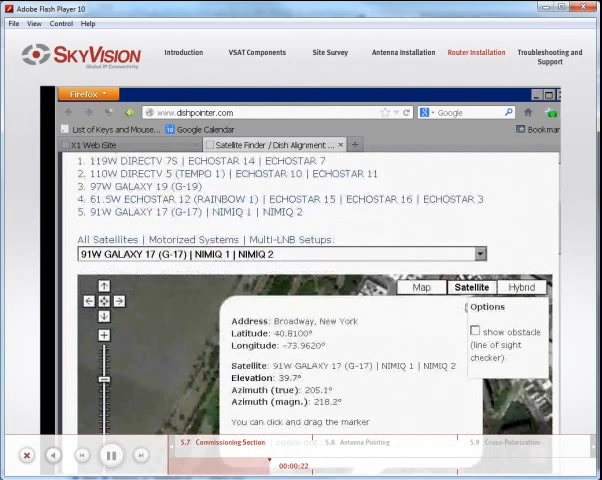 Adobe Flash Player 10
File View Control Help
SKYVISION
Global IP Connectivity
Introduction
VSAT Components
Site Survey
Antenna Installation
Router Installation
Troubleshooting and
Support
Firefox
www.dishpointer.com
Google
List of Keys and Mouse...
Google Calendar
Bookmar
X1 Web iSite
Satellite Finder / Dish Alignment ...
1. 119W DIRECTV 7S | ECHOSTAR 14 | ECHOSTAR 7
2. 110W DIRECTV 5 (TEMPO 1) | ECHOSTAR 10 | ECHOSTAR 11
3. 97W GALAXY 19 (G-19)
4. 61.5W ECHOSTAR 12 (RAINBOW 1) | ECHOSTAR 15 | ECHOSTAR 16 | ECHOSTAR 3
5. 91W GALAXY 17 (G-17) | NIMIQ 1 | NIMIQ 2
All Satellites | Motorized Systems | Multi-LNB Setups:
91W GALAXY 17 (G-17) | NIMIQ 1 | NIMIQ 2
Map
Satellite
Hybrid
Options
show obstacle
(line of sight
checker)
Address: Broadway, New York
Latitude: 40.8100°
Longitude: -73.9620°
Satellite: 91W GALAXY 17 (G-17) | NIMIQ 1 | NIMIQ 2
Elevation: 39.7°
Azimuth (true): 205.1°
Azimuth (magn.): 218.2°
You can click and drag the marker
5.7 Commissioning Section
5.8 Antenna Pointing
5.9 Cross-Polarization
00:00:22